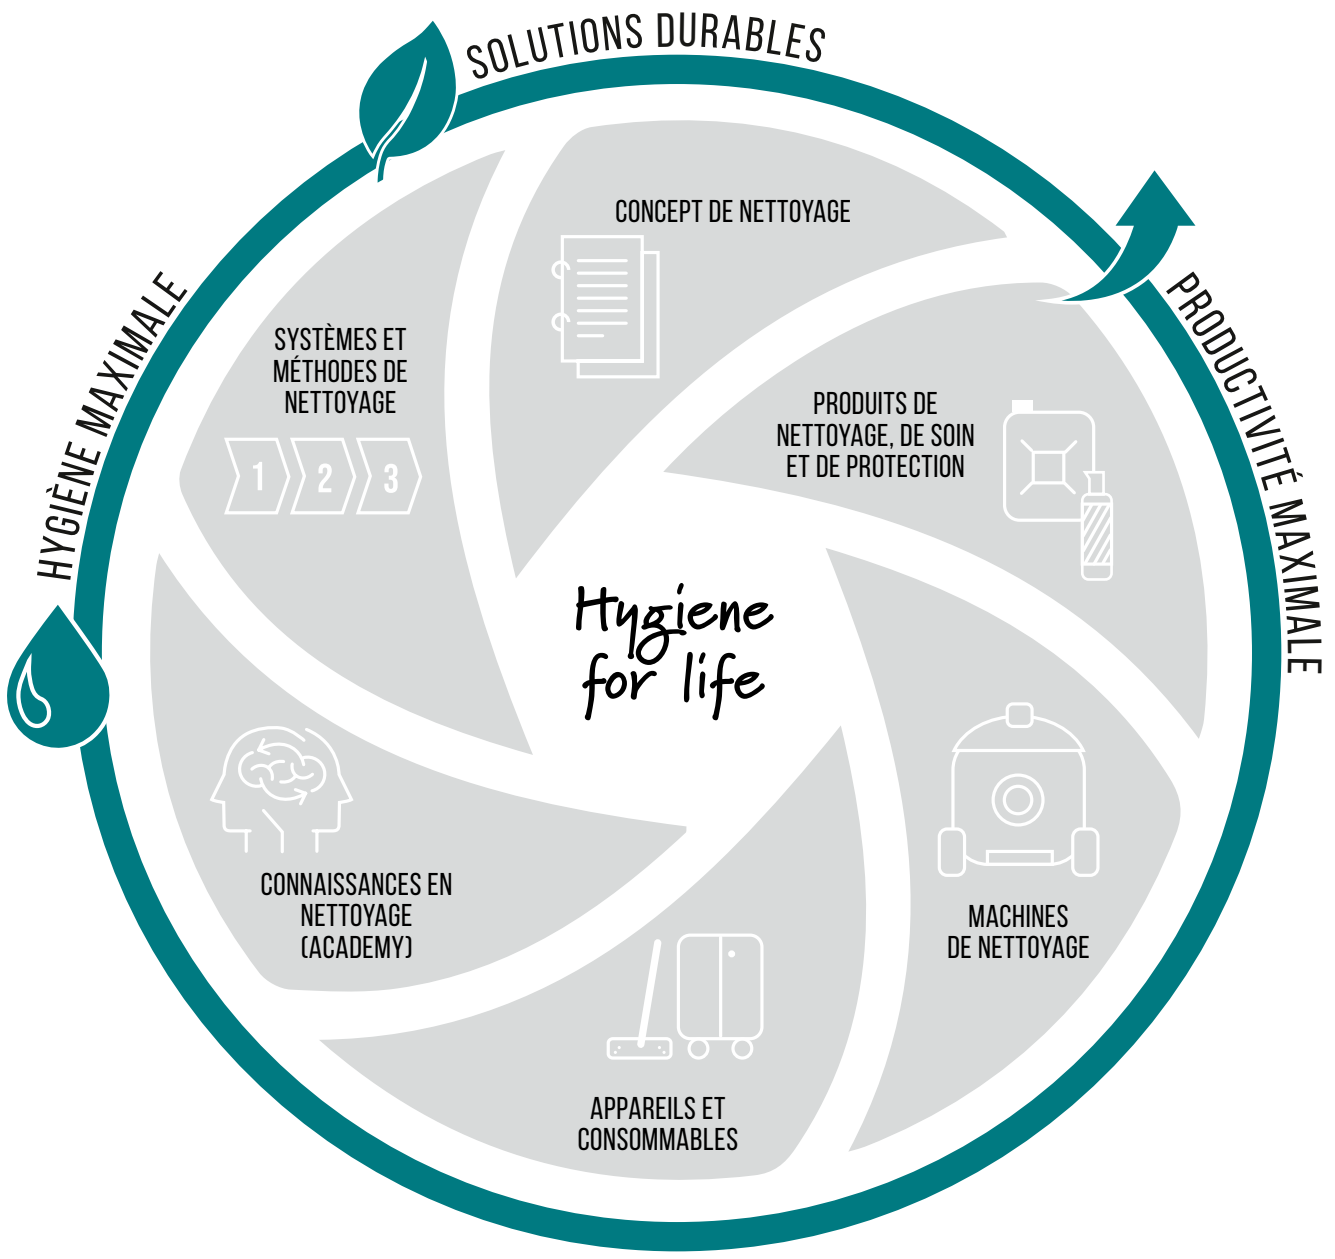 SOLUTIONS DURABLES
HYGIÈNE MAXIMALE
PRODUCTIVITÉ MAXIMALE
CONCEPT DE NETTOYAGE
SYSTÈMES ET
MÉTHODES DE
NETTOYAGE
1 2 3
PRODUITS DE
NETTOYAGE, DE SOIN
ET DE PROTECTION
Hygiene
for life
CONNAISSANCES EN
NETTOYAGE
(ACADEMY)
MACHINES
DE NETTOYAGE
APPAREILS ET
CONSOMMABLES